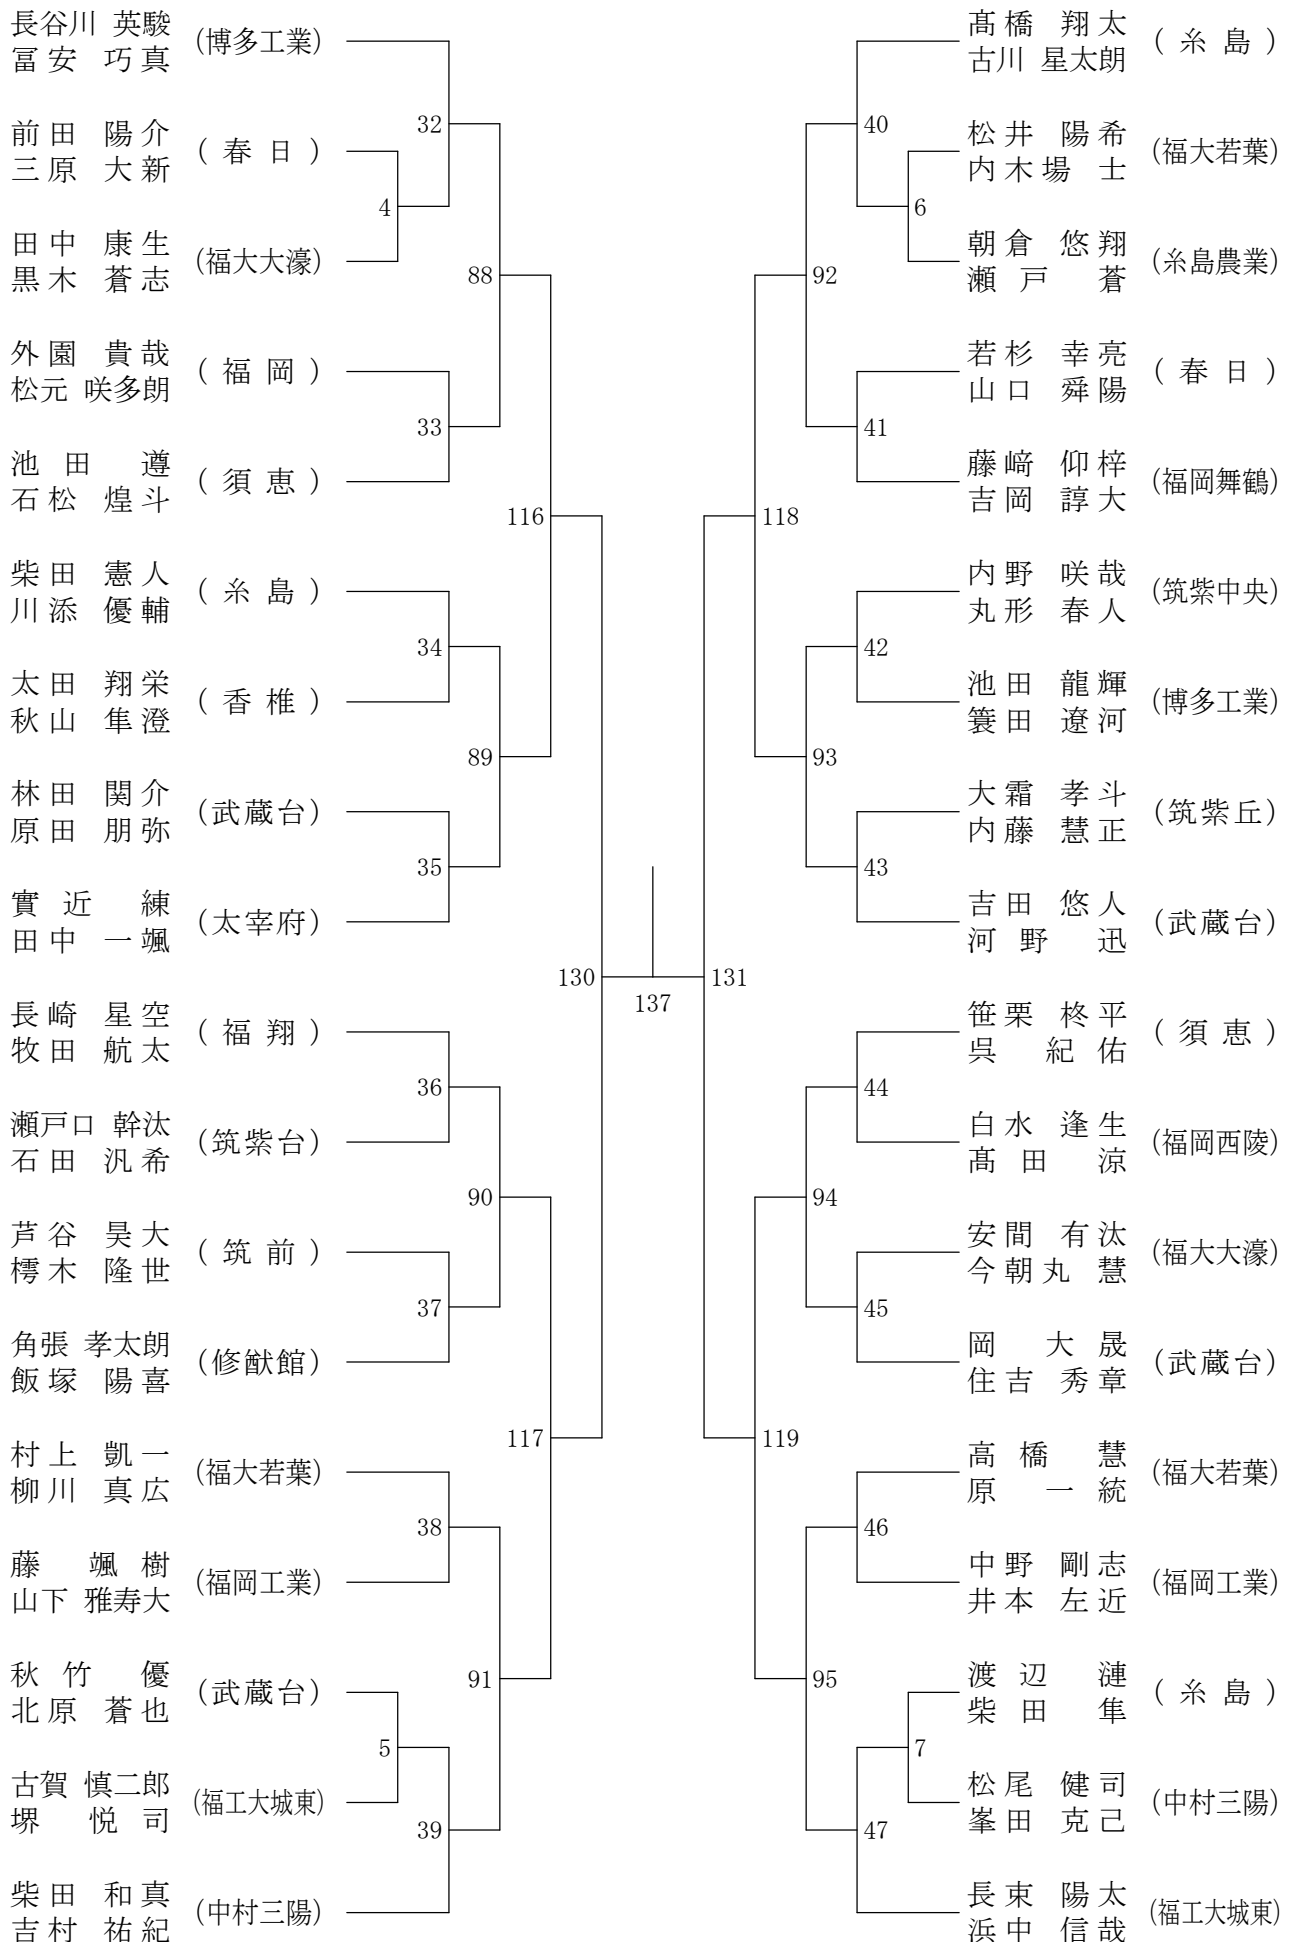 長谷川 英駿
冨安 巧真
(博多工業)
前田 陽介
三原 大新
(春日)
田中 康生
黒木 蒼志
(福大大濠)
外園 貴哉
松元 咲多朗
(福岡)
池田 遵
石松 煌斗
(須恵)
柴田 憲人
川添 優輔
(糸島)
太田 翔栄
秋山 隼澄
(香椎)
林田 関介
原田 朋弥
(武蔵台)
實近 練
田中 一颯
(太宰府)
長崎 星空
牧田 航太
(福翔)
瀬戸口 幹汰
石田 汎希
(筑紫台)
芦谷 昊大
樗木 隆世
(筑前)
角張 孝太朗
飯塚 陽喜
(修猷館)
村上 凱一
柳川 真広
(福大若葉)
藤 颯樹
山下 雅寿大
(福岡工業)
秋竹 優
北原 蒼也
(武蔵台)
古賀 慎二郎
堺 悦司
(福工大城東)
柴田 和真
吉村 祐紀
(中村三陽)
32
4
88
33
116
34
89
35
130
36
90
37
117
38
91
5
39
137
131
40
6
92
41
118
42
93
43
44
94
45
119
46
95
7
47
髙橋 翔太
古川 星太朗
(糸島)
松井 陽希
内木場 士
(福大若葉)
朝倉 悠翔
瀬戸 蒼
(糸島農業)
若杉 幸亮
山口 舜陽
(春日)
藤﨑 仰梓
吉岡 諄大
(福岡舞鶴)
内野 咲哉
丸形 春人
(筑紫中央)
池田 龍輝
簑田 遼河
(博多工業)
大霜 孝斗
内藤 慧正
(筑紫丘)
吉田 悠人
河野 迅
(武蔵台)
笹栗 柊平
呉 紀佑
(須恵)
白水 逢生
髙田 涼
(福岡西陵)
安間 有汰
今朝丸 慧
(福大大濠)
岡 大晟
住吉 秀章
(武蔵台)
高橋 慧
原 一統
(福大若葉)
中野 剛志
井本 左近
(福岡工業)
渡辺 漣
柴田 隼
(糸島)
松尾 健司
峯田 克己
(中村三陽)
長束 陽太
浜中 信哉
(福工大城東)